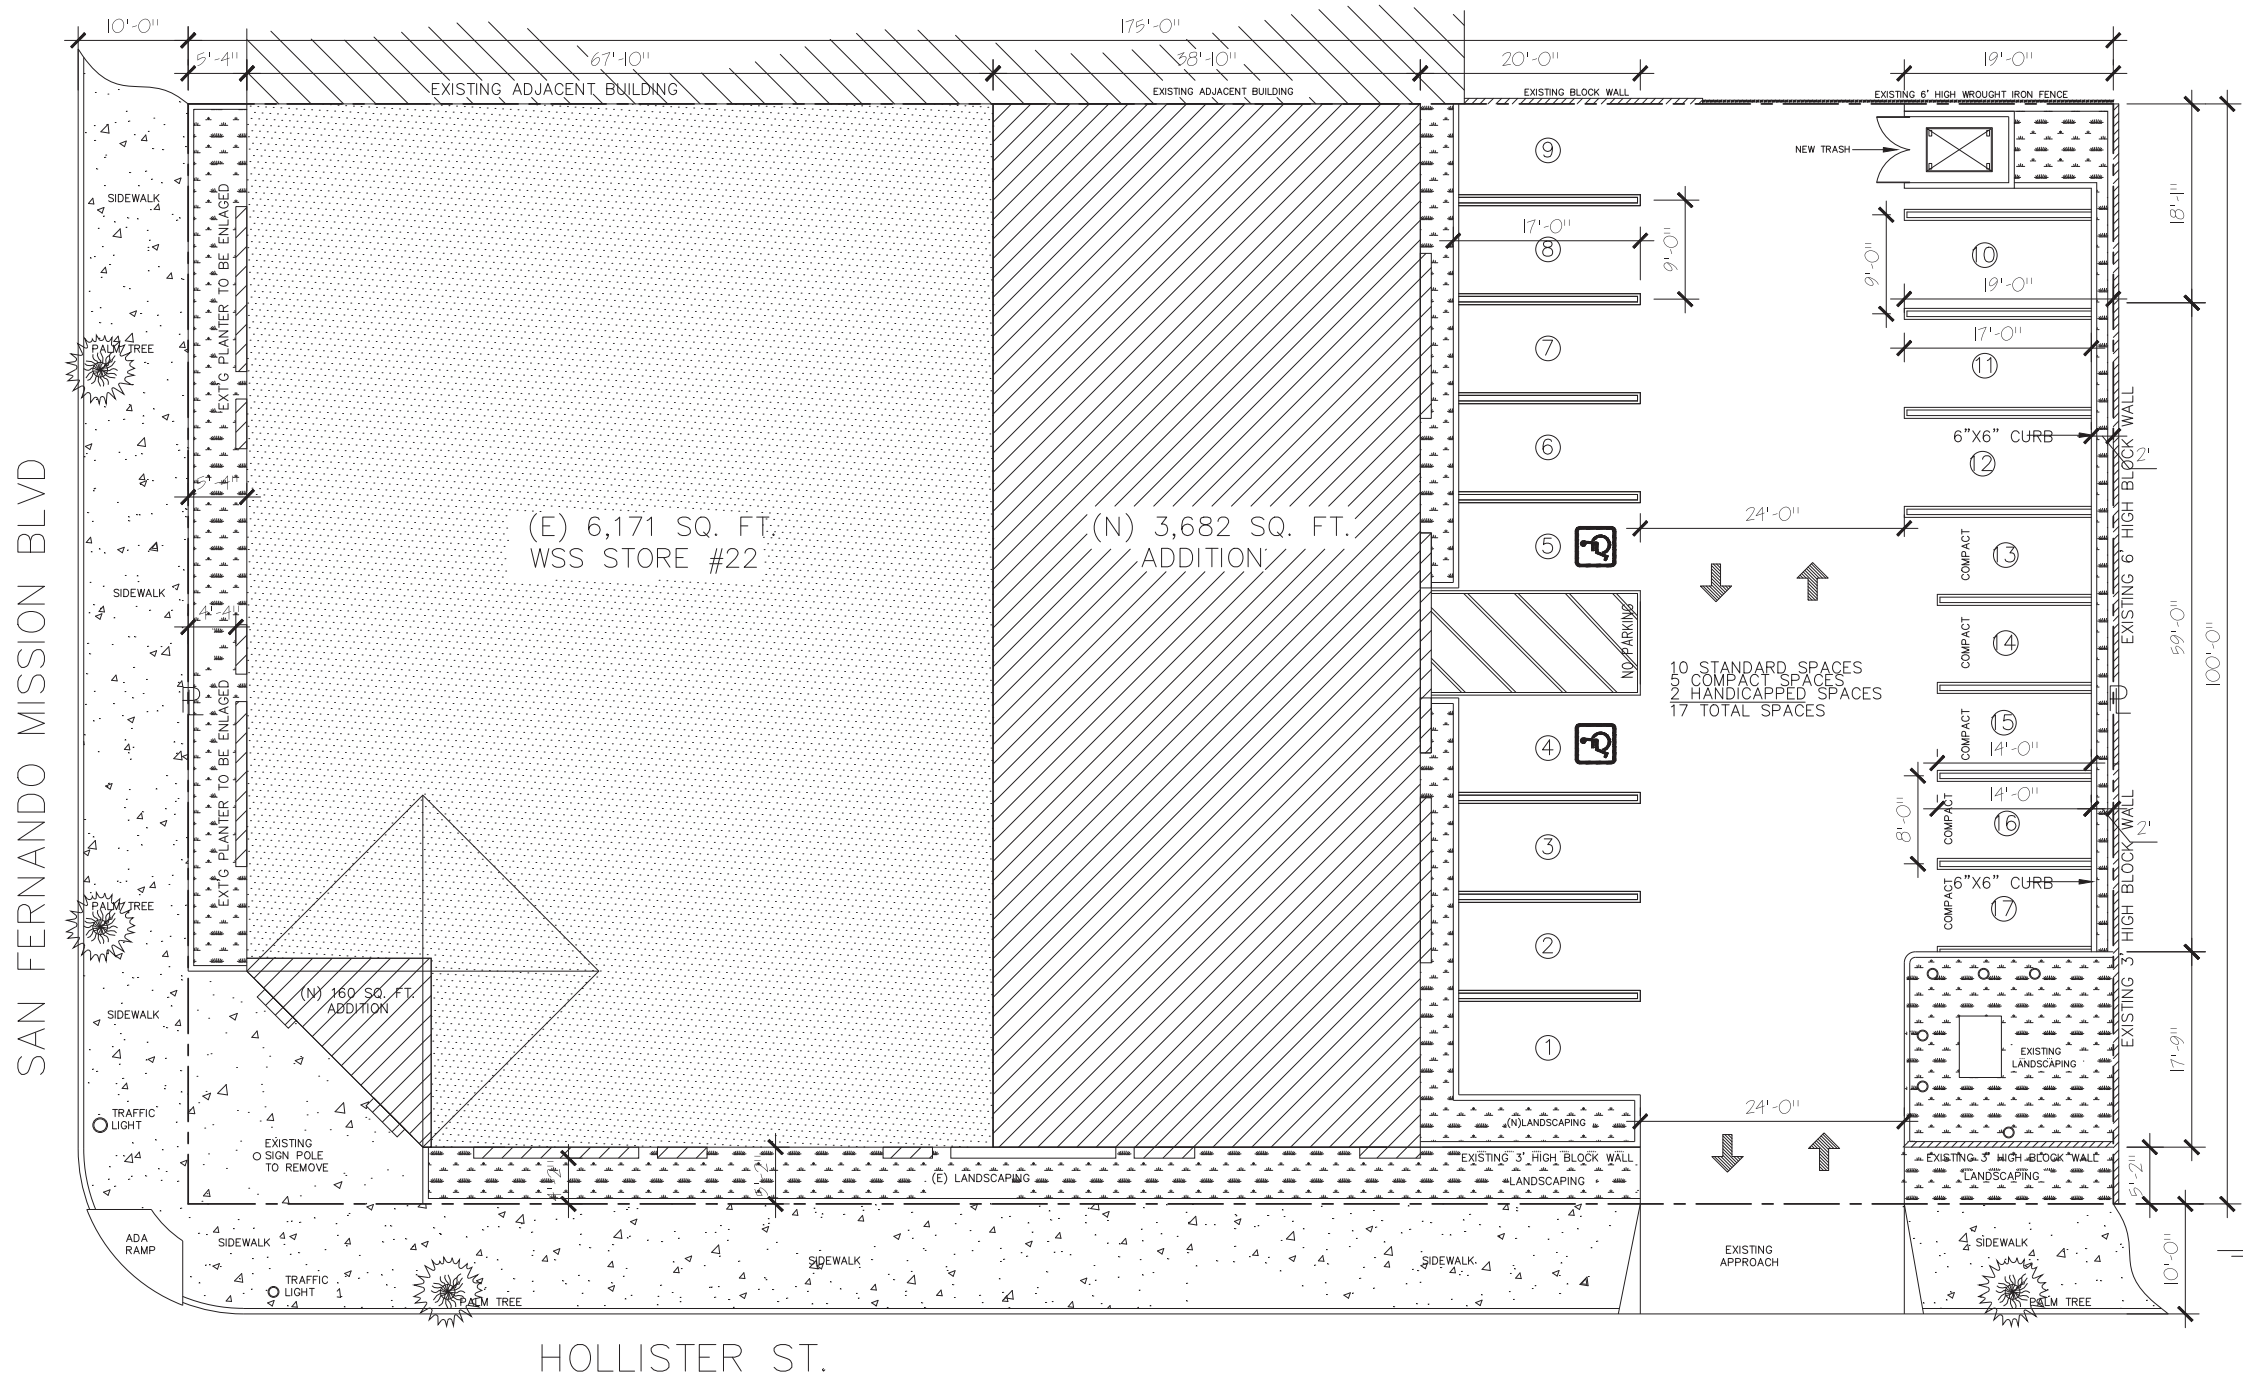 10'-0"
175'-0"
5'-4"
67'-10"
38'-10"
20'-0"
19'-0"
EXISTING ADJACENT BUILDING
EXISTING ADJACENT BUILDING
EXISTING BLOCK WALL
EXISTING 6' HIGH WROUGHT IRON FENCE
NEW TRASH
SIDEWALK
EXT'G PLANTER TO BE ENLAGED
PALM TREE
5'-4"
SIDEWALK
4'-4"
EXT'G PLANTER TO BE ENLAGED
PALM TREE
SIDEWALK
SAN FERNANDO MISSION BLVD
(E) 6,171 SQ. FT.
WSS STORE #22
(N) 3,682 SQ. FT.
ADDITION
(N) 160 SQ. FT.
ADDITION
TRAFFIC
LIGHT
EXISTING
SIGN POLE
TO REMOVE
9
17'-0"
8
9'-0"
7
6
5
NO PARKING
4
3
2
1
24'-0"
10 STANDARD SPACES
5 COMPACT SPACES
2 HANDICAPPED SPACES
17 TOTAL SPACES
9'-0"
10
19'-0"
17'-0"
11
6"X6" CURB
2'
12
COMPACT
13
COMPACT
14
COMPACT
15
14'-0"
14'-0"
8'-0"
COMPACT
16
2'
6"X6" CURB
COMPACT
17
EXISTING 6' HIGH BLOCK WALL
EXISTING 3' HIGH BLOCK WALL
18'-1"
59'-0"
100'-0"
17'-9"
5'-2"
10'-0"
EXISTING
LANDSCAPING
24'-0"
(N)LANDSCAPING
EXISTING 3' HIGH BLOCK WALL
LANDSCAPING
EXISTING 3' HIGH BLOCK WALL
LANDSCAPING
(E) LANDSCAPING
5'-2"
ADA
RAMP
SIDEWALK
TRAFFIC
LIGHT
PALM TREE
SIDEWALK
SIDEWALK
EXISTING
APPROACH
SIDEWALK
PALM TREE
HOLLISTER ST.